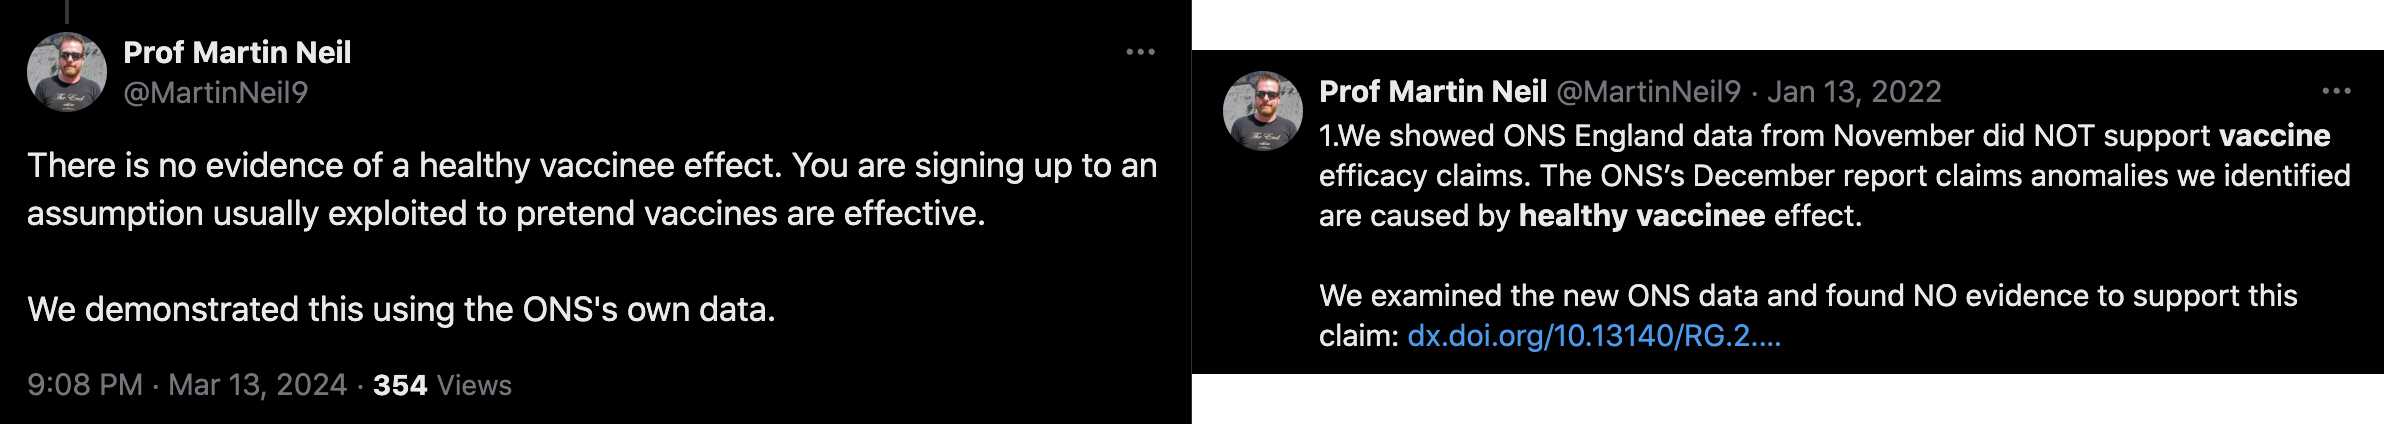 Prof Martin Neil
@MartinNeil9
There is no evidence of a healthy vaccinee effect. You are signing up to an
assumption usually exploited to pretend vaccines are effective.
We demonstrated this using the ONS's own data.
9:08 PM · Mar 13, 2024 · 354 Views
Prof Martin Neil @MartinNeil9 · Jan 13, 2022
1.We showed ONS England data from November did NOT support vaccine
efficacy claims. The ONS’s December report claims anomalies we identified
are caused by healthy vaccinee effect.
We examined the new ONS data and found NO evidence to support this
claim: dx.doi.org/10.13140/RG.2....